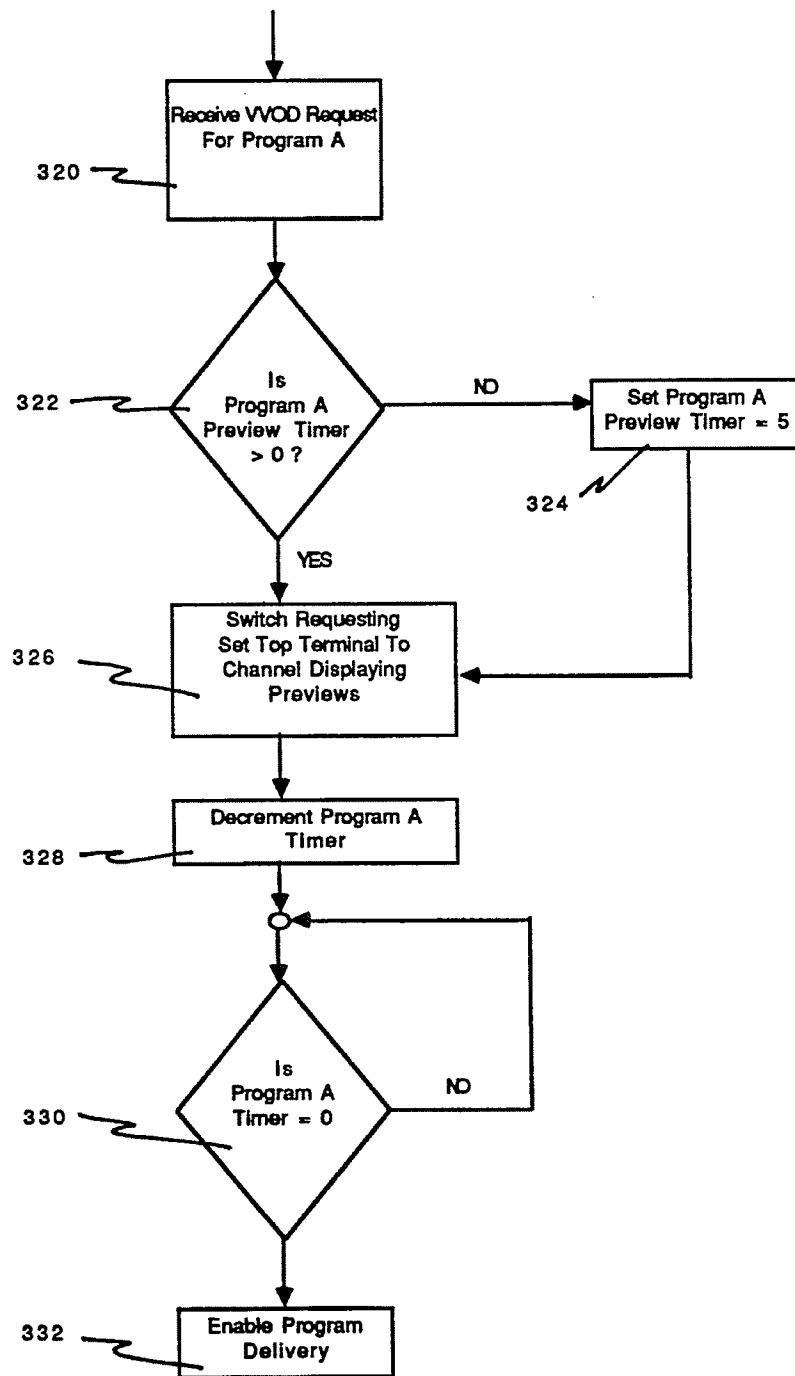 Receive VVOD Request
For Program A
320
Is
Program A
Preview Timer
> 0 ?
322
NO
Set Program A
Preview Timer = 5
324
YES
Switch Requesting
Set Top Terminal To
Channel Displaying
Previews
326
Decrement Program A
Timer
328
Is
Program A
Timer = 0
330
NO
Enable Program
Delivery
332